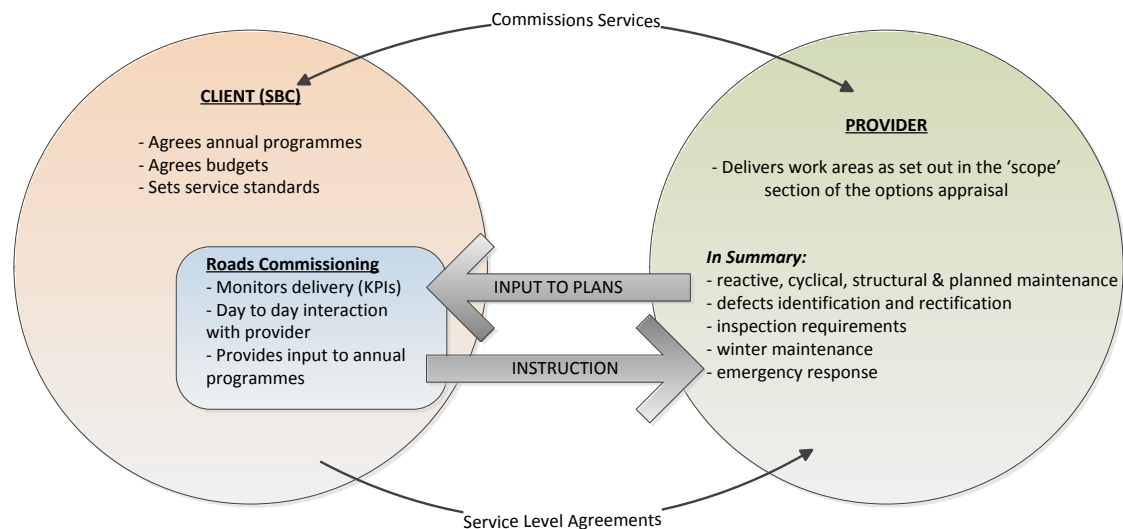 Commissions Services
CLIENT (SBC)
- Agrees annual programmes
- Agrees budgets
- Sets service standards
Roads Commissioning
- Monitors delivery (KPIs)
- Day to day interaction
with provider
- Provides input to annual
programmes
INPUT TO PLANS
INSTRUCTION
PROVIDER
- Delivers work areas as set out in the ‘scope’
section of the options appraisal
In Summary:
- reactive, cyclical, structural & planned maintenance
- defects identification and rectification
- inspection requirements
- winter maintenance
- emergency response
Service Level Agreements